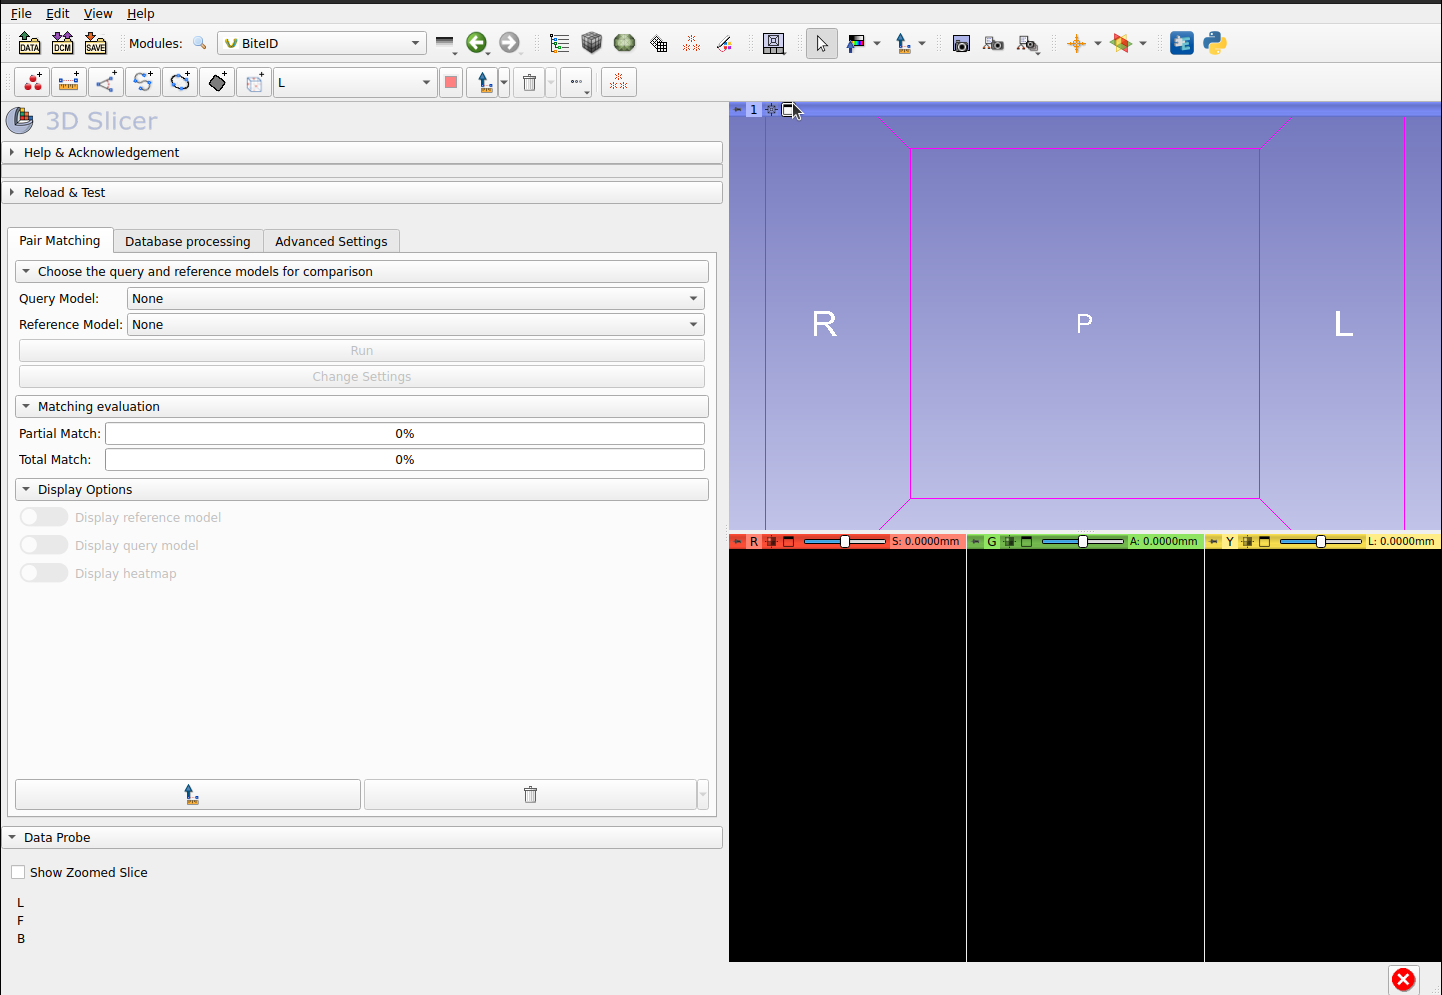 File Edit View Help
DATA DCM SAVE Modules: BiteID
L
3D Slicer
1
Help & Acknowledgement
Reload & Test
Pair Matching Database processing Advanced Settings
Choose the query and reference models for comparison
Query Model: None
Reference Model: None
Run
Change Settings
Matching evaluation
Partial Match: 0%
Total Match: 0%
Display Options
Display reference model
Display query model
Display heatmap
R P L
R S: 0.0000mm G A: 0.0000mm Y L: 0.0000mm
Data Probe
Show Zoomed Slice
L
F
B